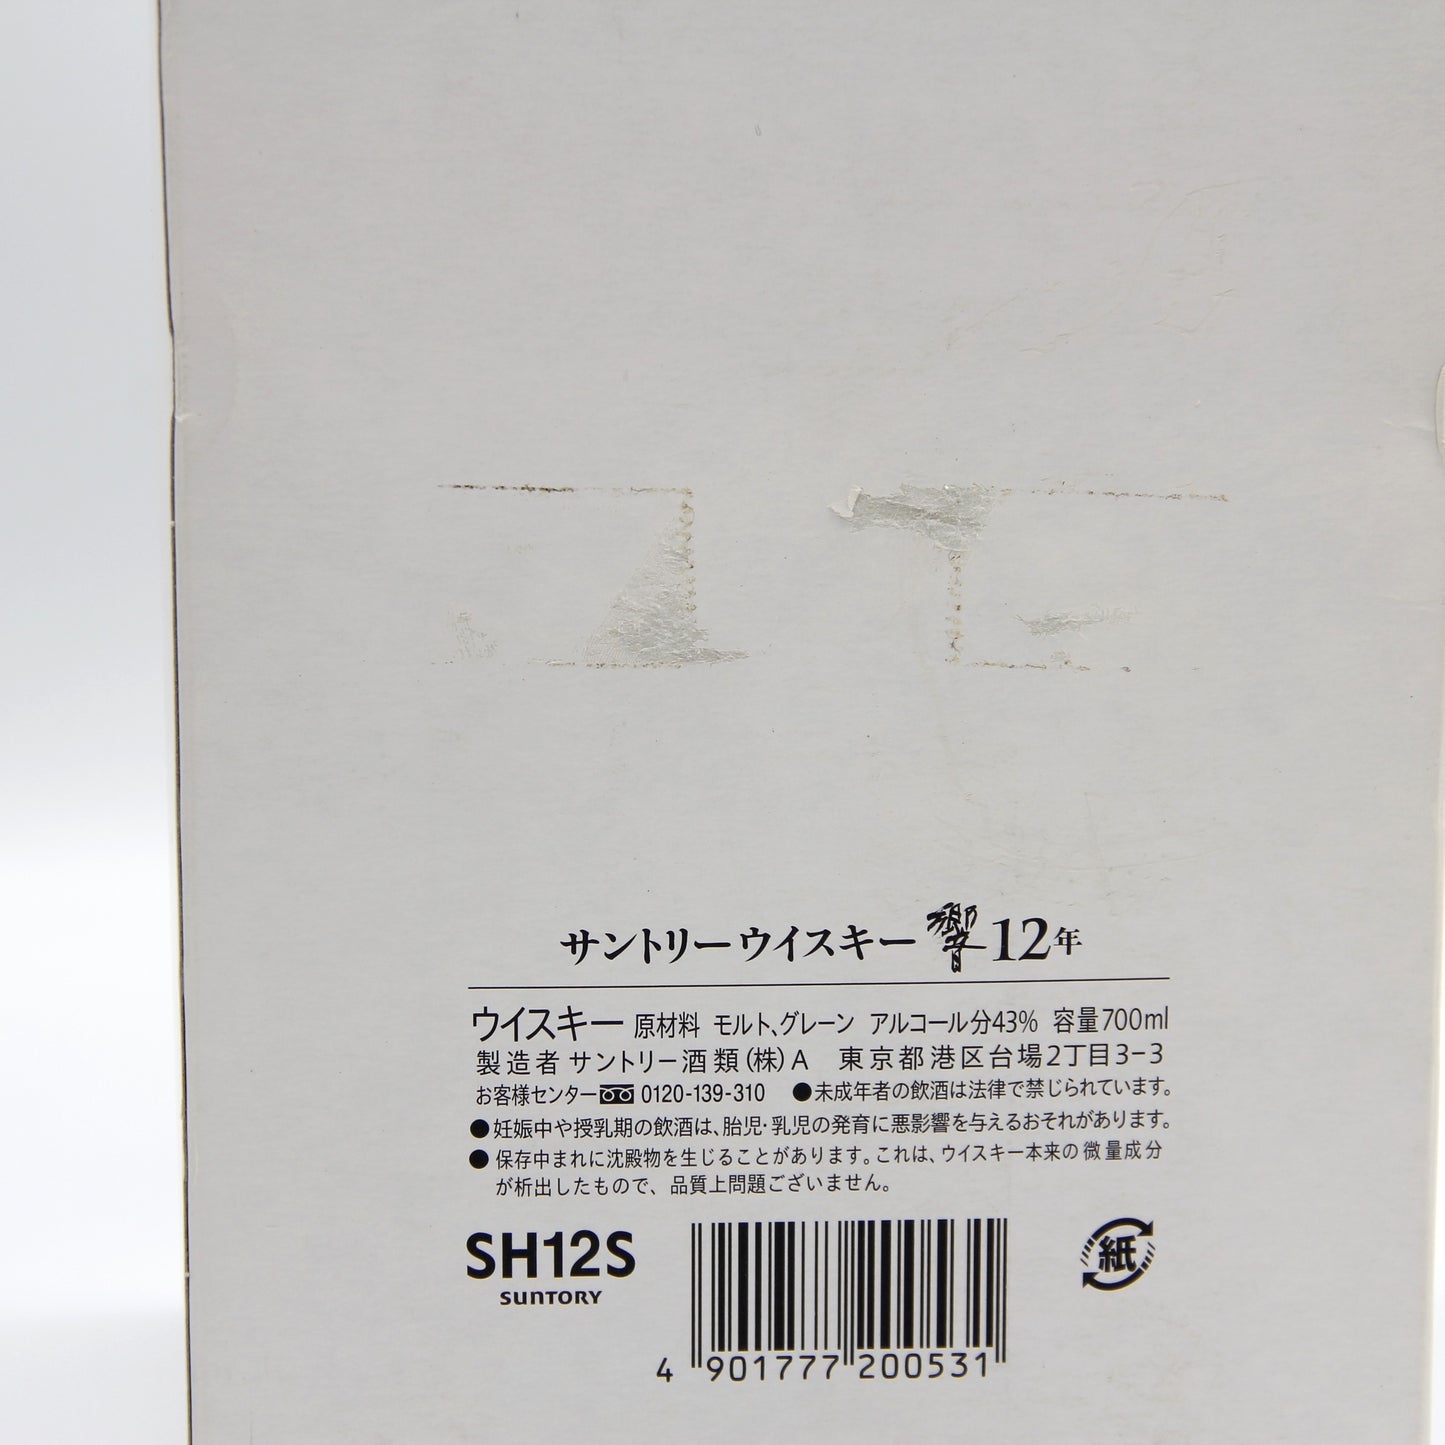 サントリーウイスキー 響 12年
ウイスキー 原材料 モルト、グレーン アルコール分43% 容量700ml
製造者 サントリー酒類(株)A 東京都港区台場2丁目3-3
お客様センター 0120-139-310 ●未成年者の飲酒は法律で禁じられています。
●妊娠中や授乳期の飲酒は、胎児・乳児の発育に悪影響を与えるおそれがあります。
●保存中まれに沈殿物を生じることがあります。これは、ウイスキー本来の微量成分
が析出したもので、品質上問題ございません。
SH12S
SUNTORY
4 901777 200531
紙